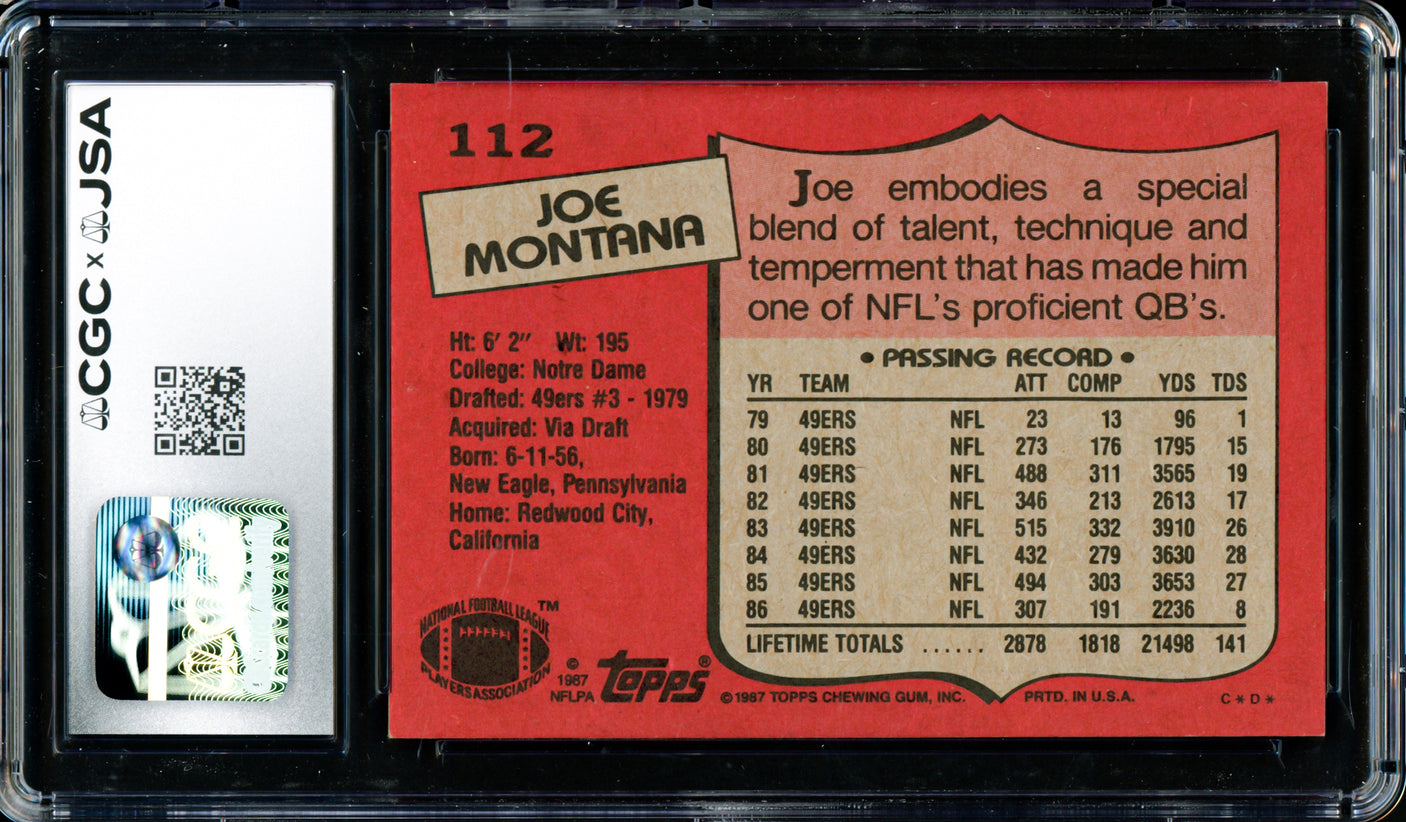 CGC x JSA
112
JOE
MONTANA
Ht: 6' 2" Wt: 195
College: Notre Dame
Drafted: 49ers #3 - 1979
Acquired: Via Draft
Born: 6-11-56,
New Eagle, Pennsylvania
Home: Redwood City,
California
NATIONAL FOOTBALL LEAGUE
PLAYERS ASSOCIATION
TM
© 1987
NFLPA
Topps®
Joe embodies a special
blend of talent, technique and
temperment that has made him
one of NFL's proficient QB's.
• PASSING RECORD •
YR TEAM ATT COMP YDS TDS
79 49ERS NFL 23 13 96 1
80 49ERS NFL 273 176 1795 15
81 49ERS NFL 488 311 3565 19
82 49ERS NFL 346 213 2613 17
83 49ERS NFL 515 332 3910 26
84 49ERS NFL 432 279 3630 28
85 49ERS NFL 494 303 3653 27
86 49ERS NFL 307 191 2236 8
LIFETIME TOTALS ...... 2878 1818 21498 141
©1987 TOPPS CHEWING GUM, INC. PRTD. IN U.S.A. C*D*